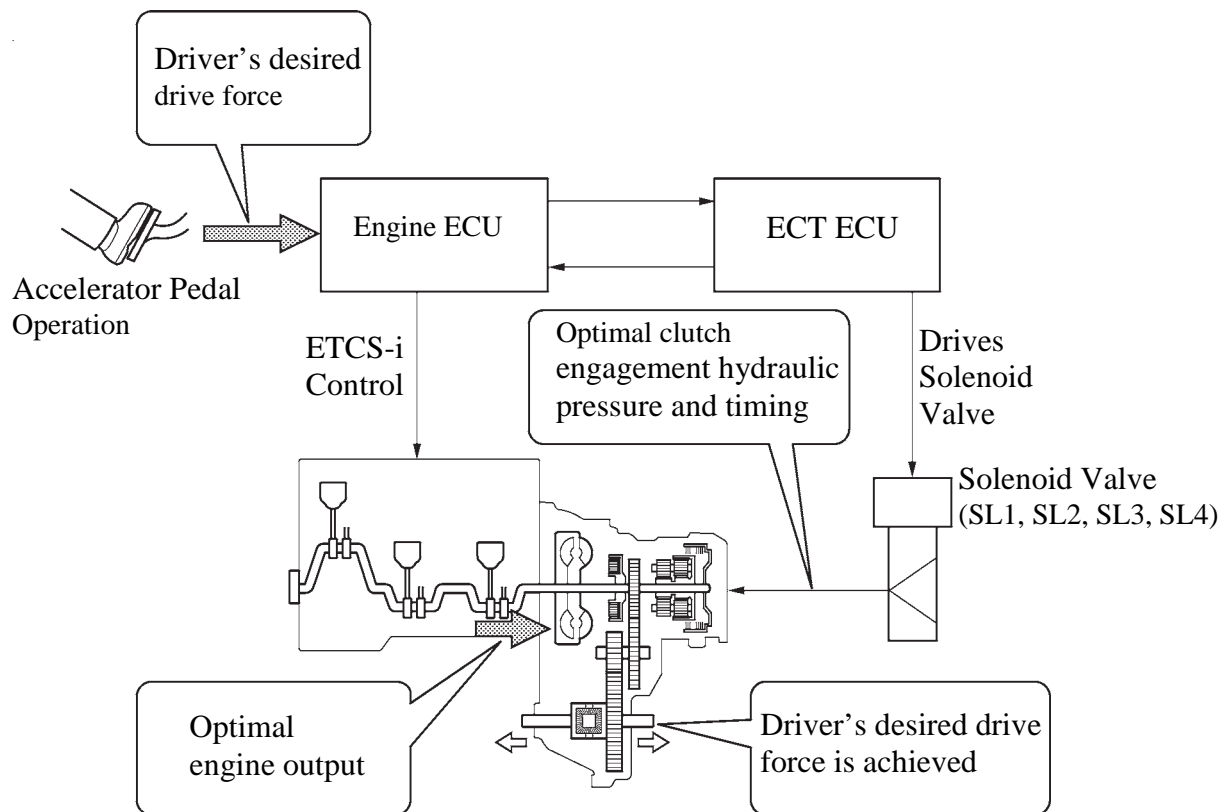 Driver’s desired
drive force
Accelerator Pedal
Operation
Engine ECU
ECT ECU
ETCS-i
Control
Optimal clutch
engagement hydraulic
pressure and timing
Drives
Solenoid
Valve
Solenoid Valve
(SL1, SL2, SL3, SL4)
Optimal
engine output
Driver’s desired drive
force is achieved